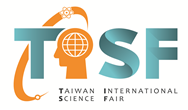 TISF
TAIWAN INTERNATIONAL
SCIENCE FAIR